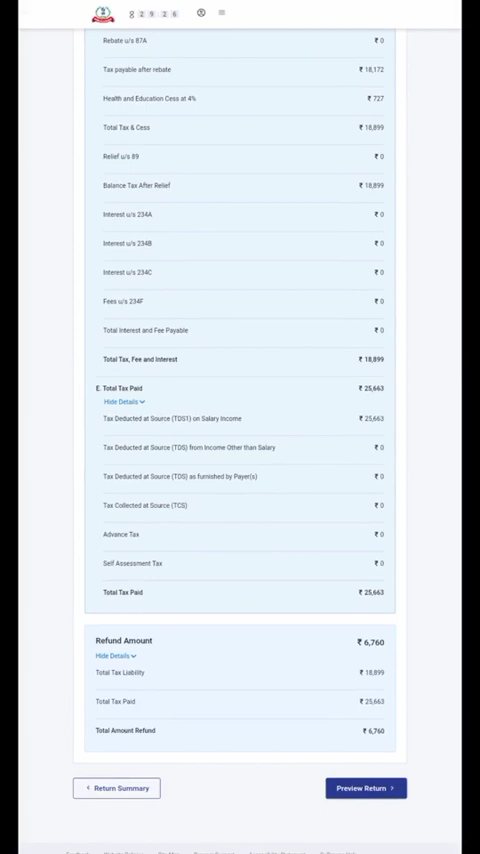 29:26
Rebate u/s 87A ₹ 0
Tax payable after rebate ₹ 18,172
Health and Education Cess at 4% ₹ 727
Total Tax & Cess ₹ 18,899
Relief u/s 89 ₹ 0
Balance Tax After Relief ₹ 18,899
Interest u/s 234A ₹ 0
Interest u/s 234B ₹ 0
Interest u/s 234C ₹ 0
Fees u/s 234F ₹ 0
Total Interest and Fee Payable ₹ 0
Total Tax, Fee and Interest ₹ 18,899
E. Total Tax Paid ₹ 25,663
Hide Details
Tax Deducted at Source (TDS1) on Salary Income ₹ 25,663
Tax Deducted at Source (TDS) from Income Other than Salary ₹ 0
Tax Deducted at Source (TDS) as furnished by Payer(s) ₹ 0
Tax Collected at Source (TCS) ₹ 0
Advance Tax ₹ 0
Self Assessment Tax ₹ 0
Total Tax Paid ₹ 25,663
Refund Amount ₹ 6,760
Hide Details
Total Tax Liability ₹ 18,899
Total Tax Paid ₹ 25,663
Total Amount Refund ₹ 6,760
Return Summary
Preview Return